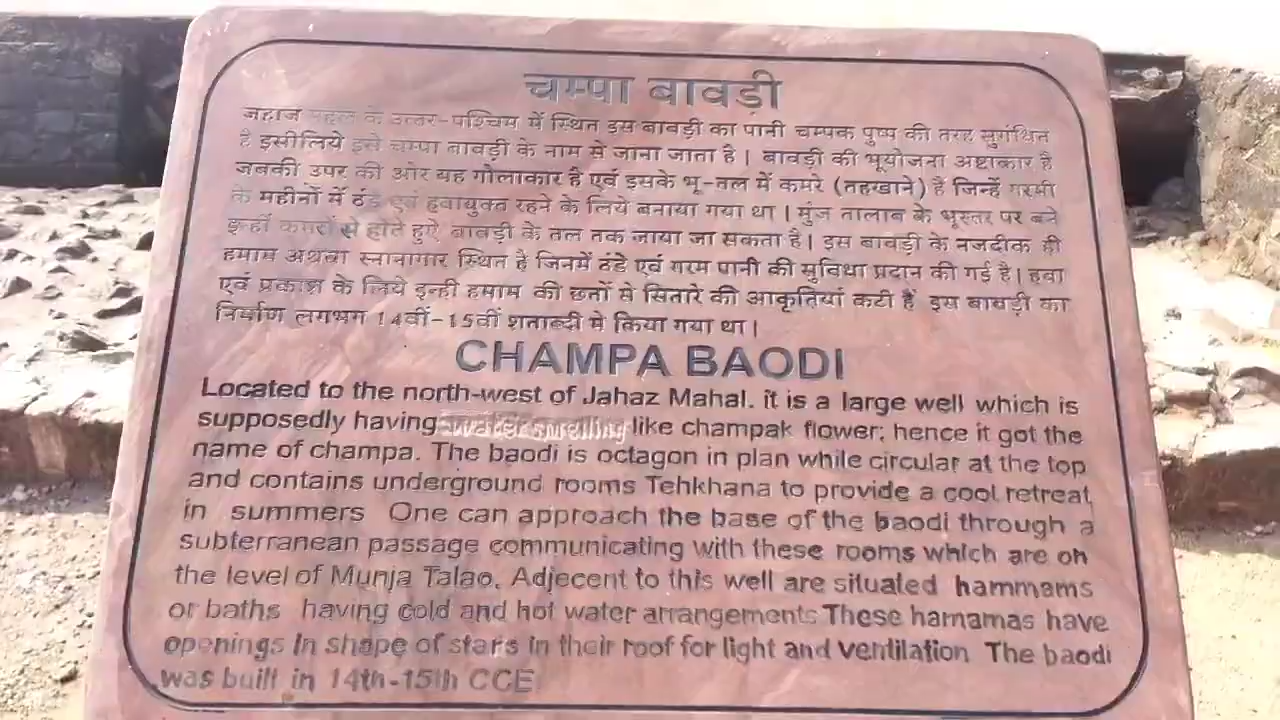 चम्पा बावड़ी
जहाज महल के उत्तर-पश्चिम में स्थित इस बावड़ी का पानी चम्पक पुष्प की तरह सुगंधित
है इसीलिये इसे चम्पा बावड़ी के नाम से जाना जाता है। बावड़ी की भूयोजना अष्टाकार है
जबकी उपर की ओर यह गोलाकार है एवं इसके भू-तल में कमरे (तहखाने) है जिन्हें गरमी
के महीनों में ठंडे एवं हवायुक्त रहने के लिये बनाया गया था। मुंज तालाब के भूस्तर पर बने
इन्हीं कमरों से होते हुऐ बावड़ी के तल तक जाया जा सकता है। इस बावड़ी के नजदीक ही
हमाम अथबा स्नानागार स्थित है जिनमें ठंडे एवं गरम पानी की सुविधा प्रदान की गई है। हवा
एवं प्रकाश के लिये इन्ही हमाम की छतों से सितारे की आकृतियां कटी हैं इस बावड़ी का
निर्माण लगभग 14वीं-15वीं शताब्दी मे किया गया था।
CHAMPA BAODI
Located to the north-west of Jahaz Mahal. it is a large well which is
supposedly having water smelling like champak flower; hence it got the
name of champa. The baodi is octagon in plan while circular at the top
and contains underground rooms Tehkhana to provide a cool retreat
in summers One can approach the base of the baodi through a
subterranean passage communicating with these rooms which are on
the level of Munja Talao. Adjecent to this well are situated hammams
or baths having cold and hot water arrangements These hamamas have
openings in shape of stars in their roof for light and ventilation The baodi
was built in 14th-15th CCE